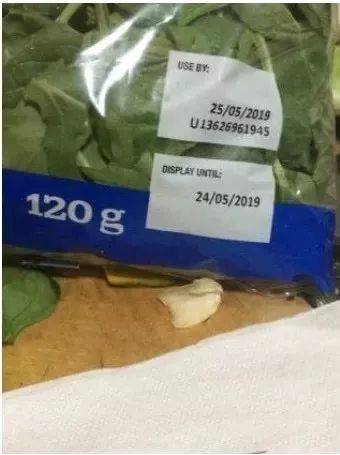 USE BY:
25/05/2019
U13626961945
DISPLAY UNTIL:
24/05/2019
120 g